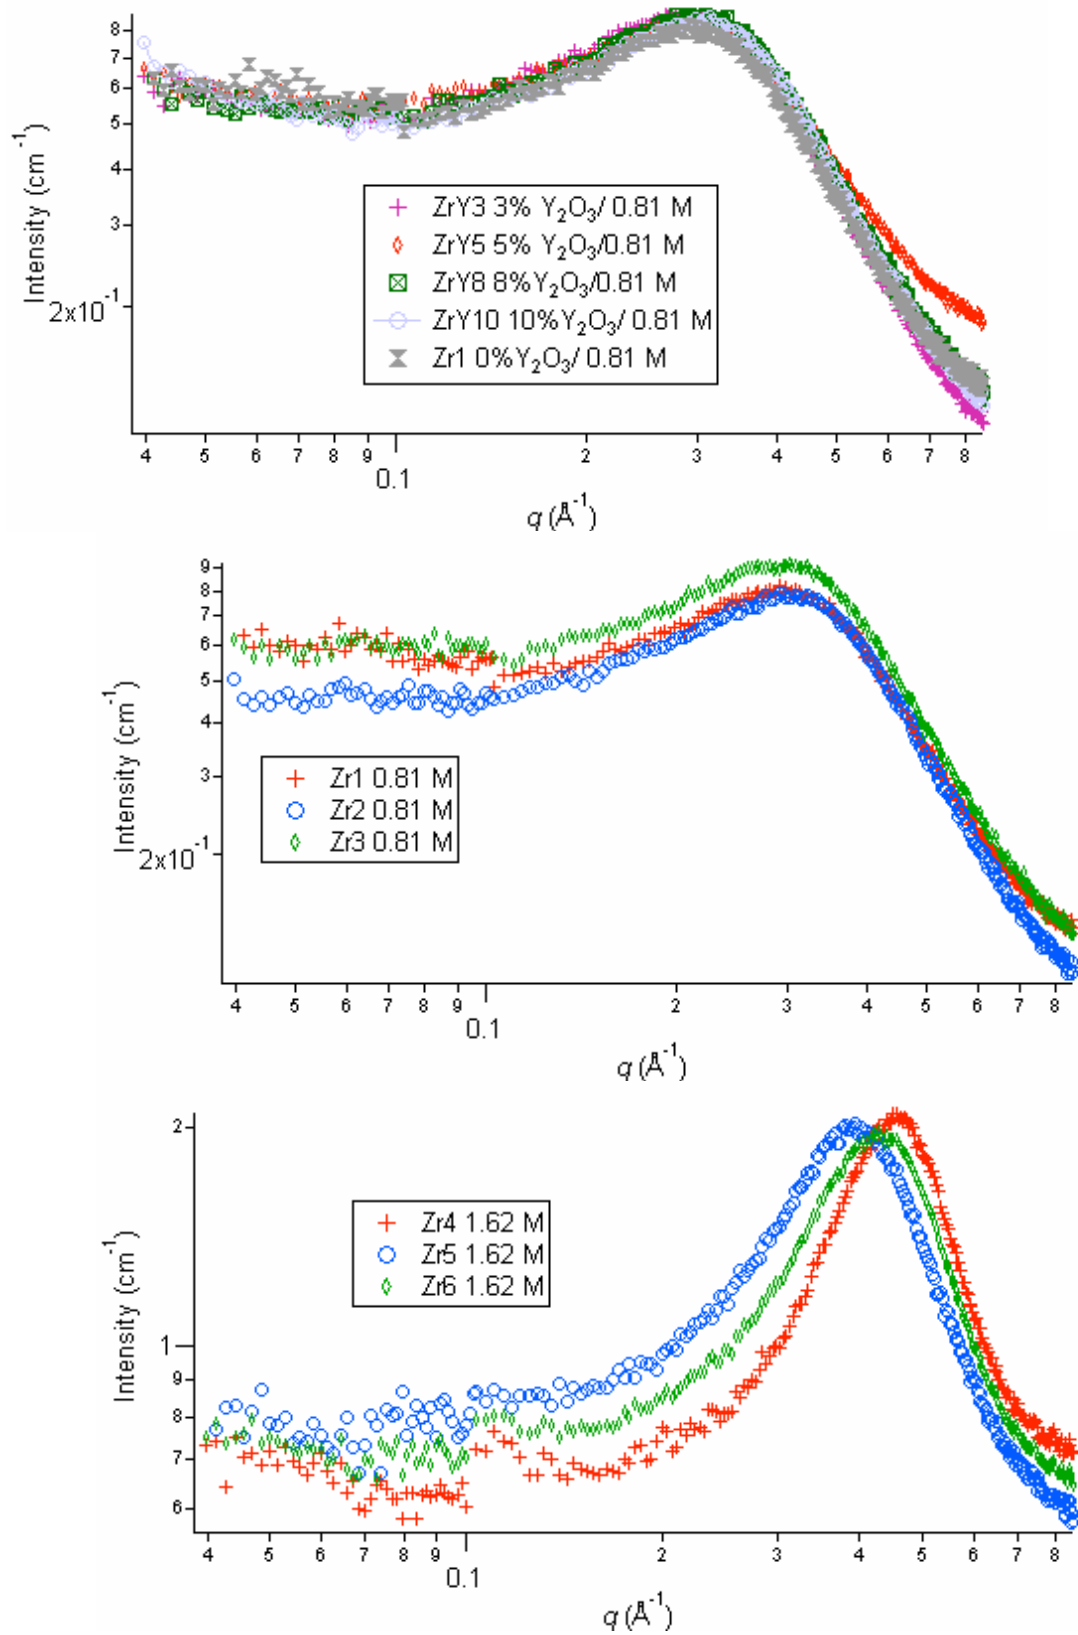 8
7
6
5
4
3
2x10⁻¹
Intensity (cm⁻¹)
ZrY3 3% Y₂O₃/ 0.81 M
ZrY5 5% Y₂O₃/0.81 M
ZrY8 8%Y₂O₃/0.81 M
ZrY10 10%Y₂O₃/ 0.81 M
Zr1 0%Y₂O₃/ 0.81 M
4 5 6 7 8 9 2 3 4 5 6 7 8
0.1
q (Å⁻¹)
9
8
7
6
5
4
3
2x10⁻¹
Intensity (cm⁻¹)
Zr1 0.81 M
Zr2 0.81 M
Zr3 0.81 M
4 5 6 7 8 9 2 3 4 5 6 7 8
0.1
q (Å⁻¹)
2
1
9
8
7
6
Intensity (cm⁻¹)
Zr4 1.62 M
Zr5 1.62 M
Zr6 1.62 M
4 5 6 7 8 9 2 3 4 5 6 7 8
0.1
q (Å⁻¹)